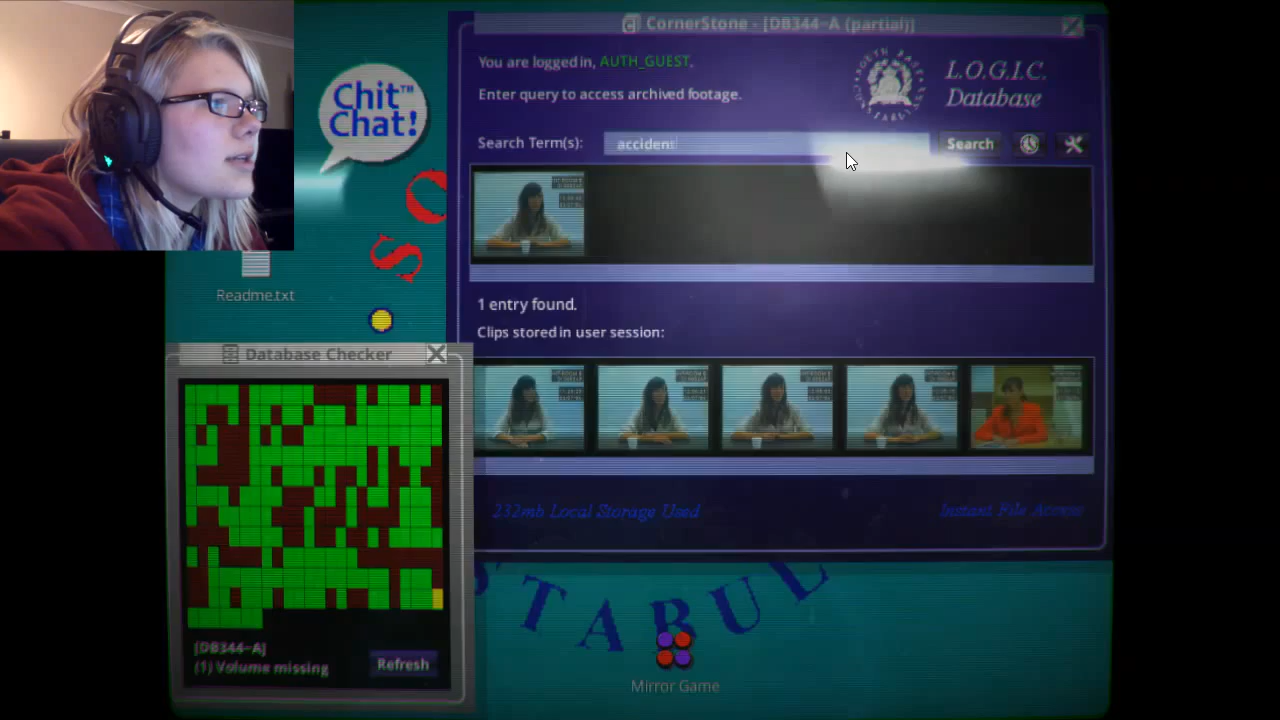 CornerStone - [DB344-A (partial)]
You are logged in, AUTH_GUEST.
Enter query to access archived footage.
L.O.G.I.C.
Database
Search Term(s):
accident
Search
Chit™
Chat!
Readme.txt
1 entry found.
Clips stored in user session:
Database Checker
232mb Local Storage Used
Instant File Access
[DB344-A]
(1) Volume missing
Refresh
TABUL
Mirror Game